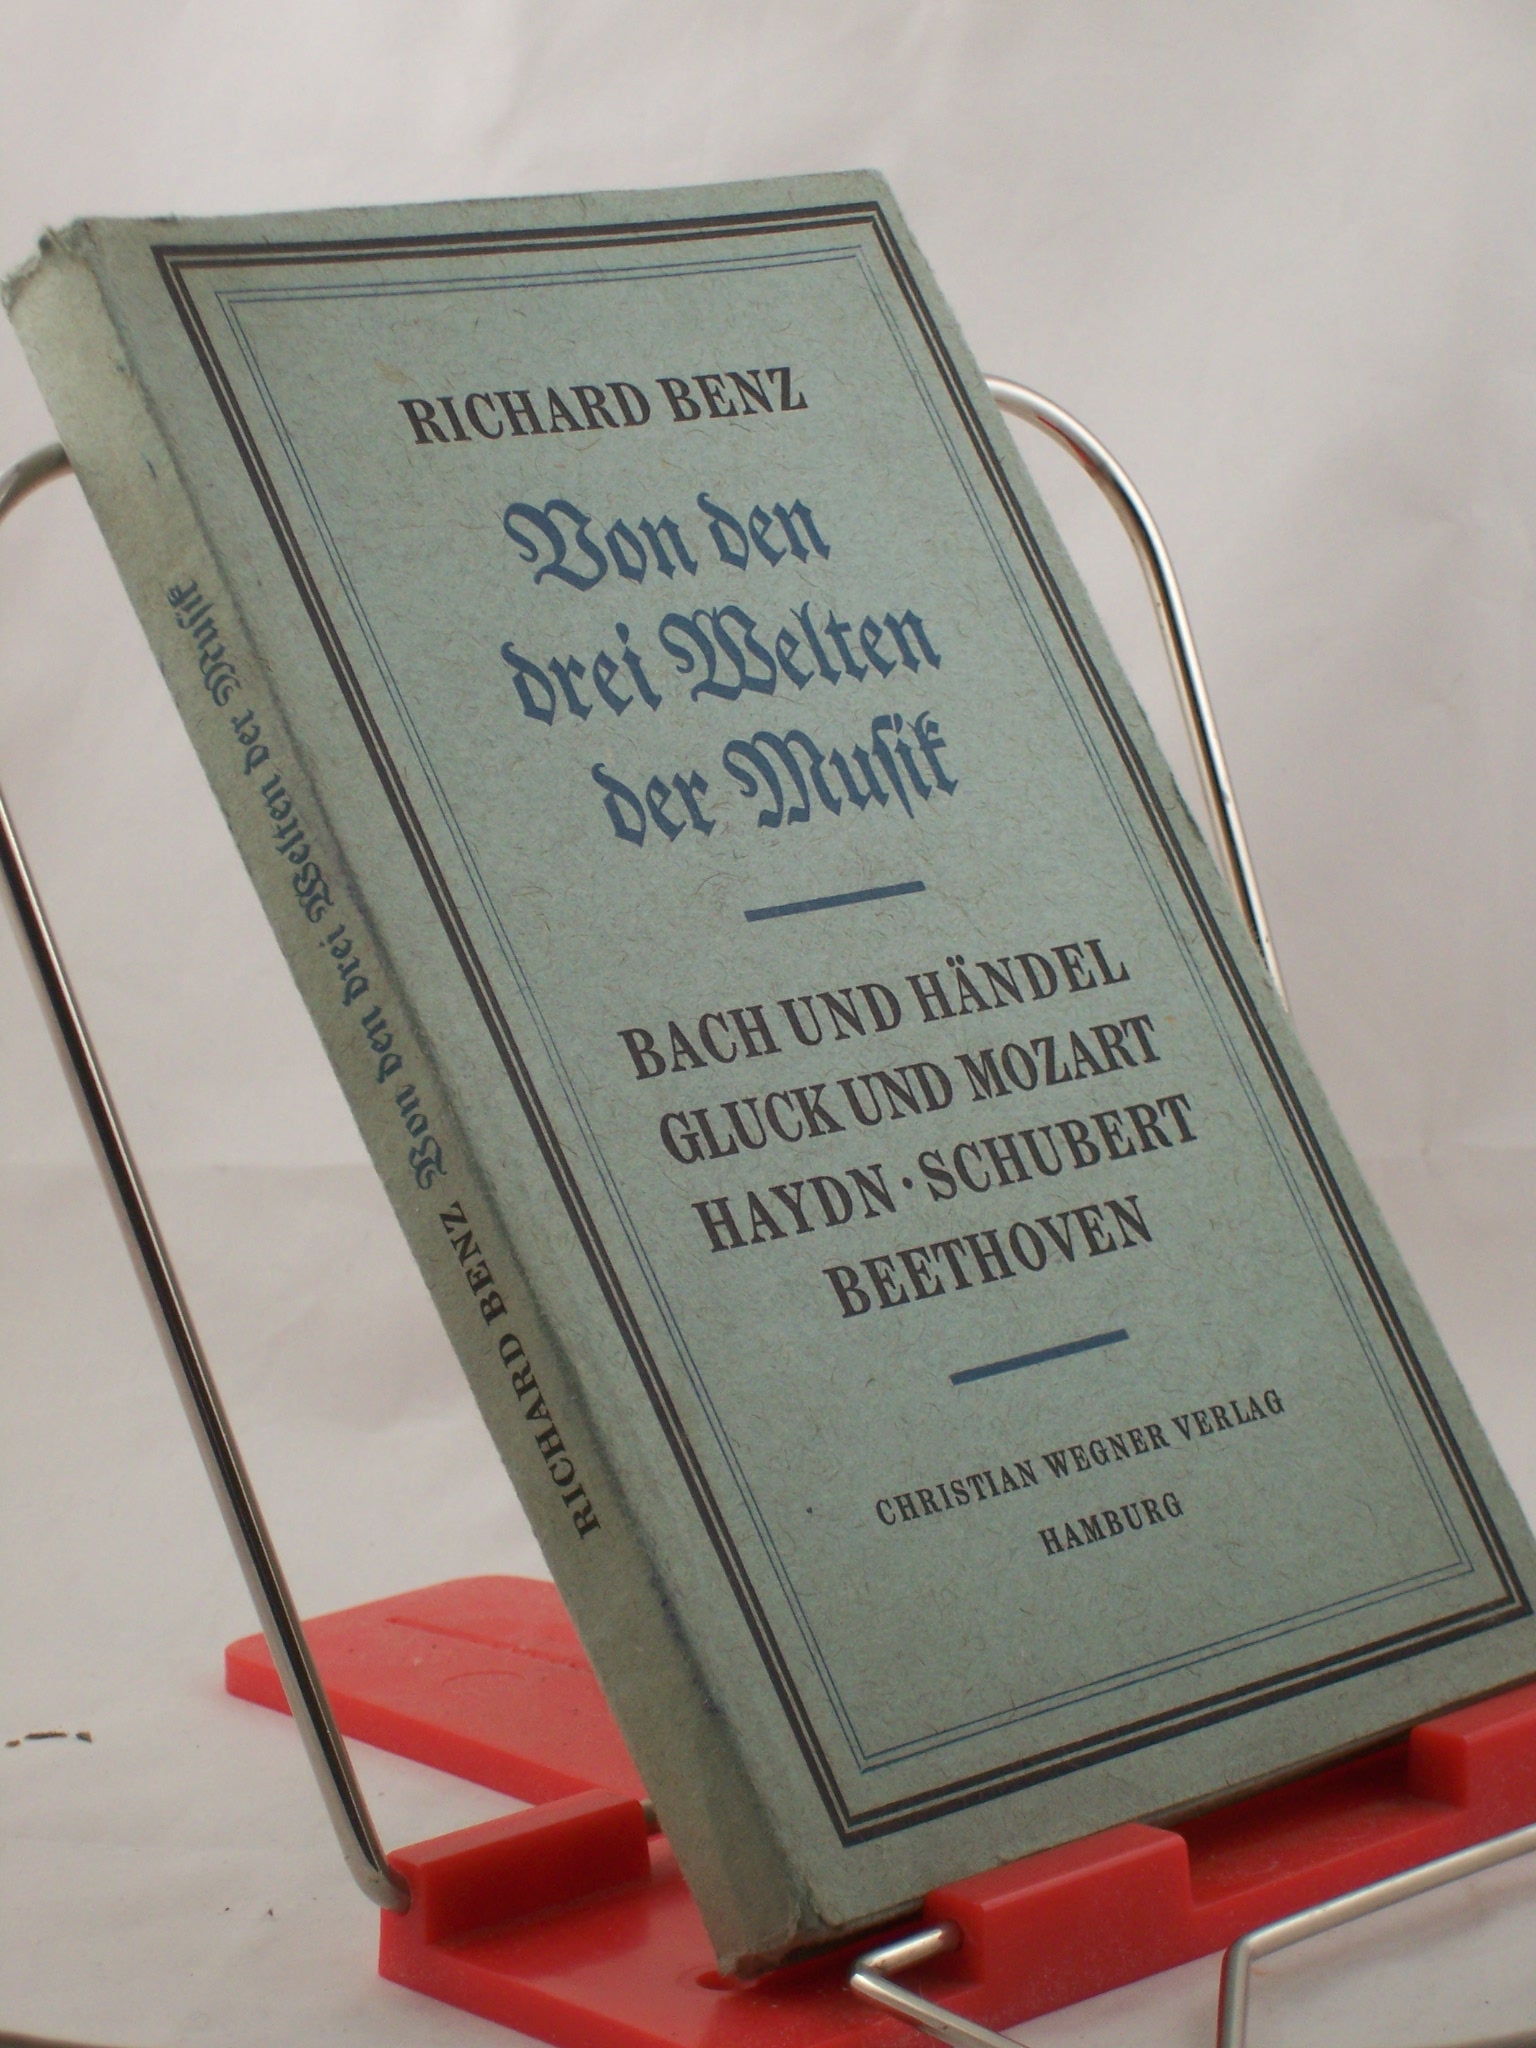 RICHARD BENZ
Von den
drei Welten
der Musik
BACH UND HÄNDEL
GLUCK UND MOZART
HAYDN · SCHUBERT
BEETHOVEN
CHRISTIAN WEGNER VERLAG
HAMBURG
RICHARD BENZ Von den drei Welten der Musik